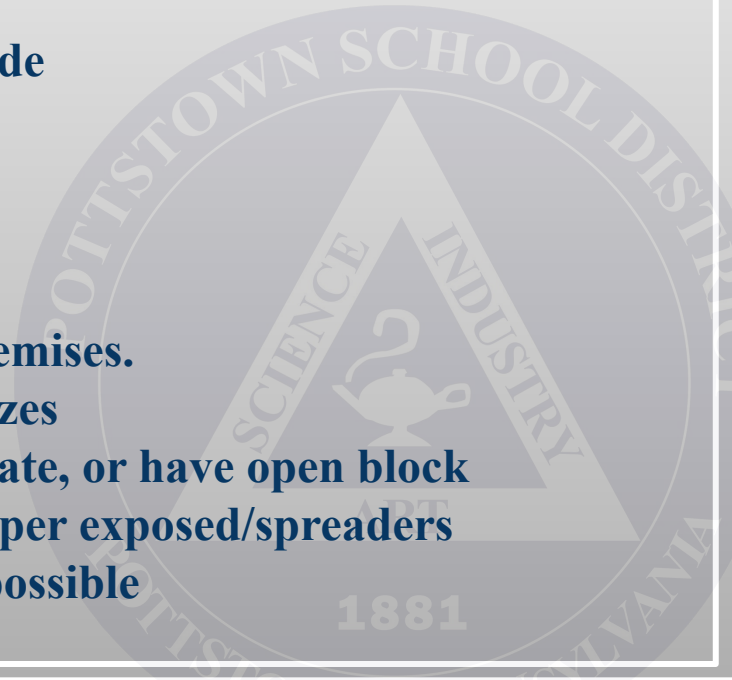 de
emises.
zes
ate, or have open block
per exposed/spreaders
possible
POTTSTOWN SCHOOL DISTRICT
SCIENCE
INDUSTRY
ART
1881